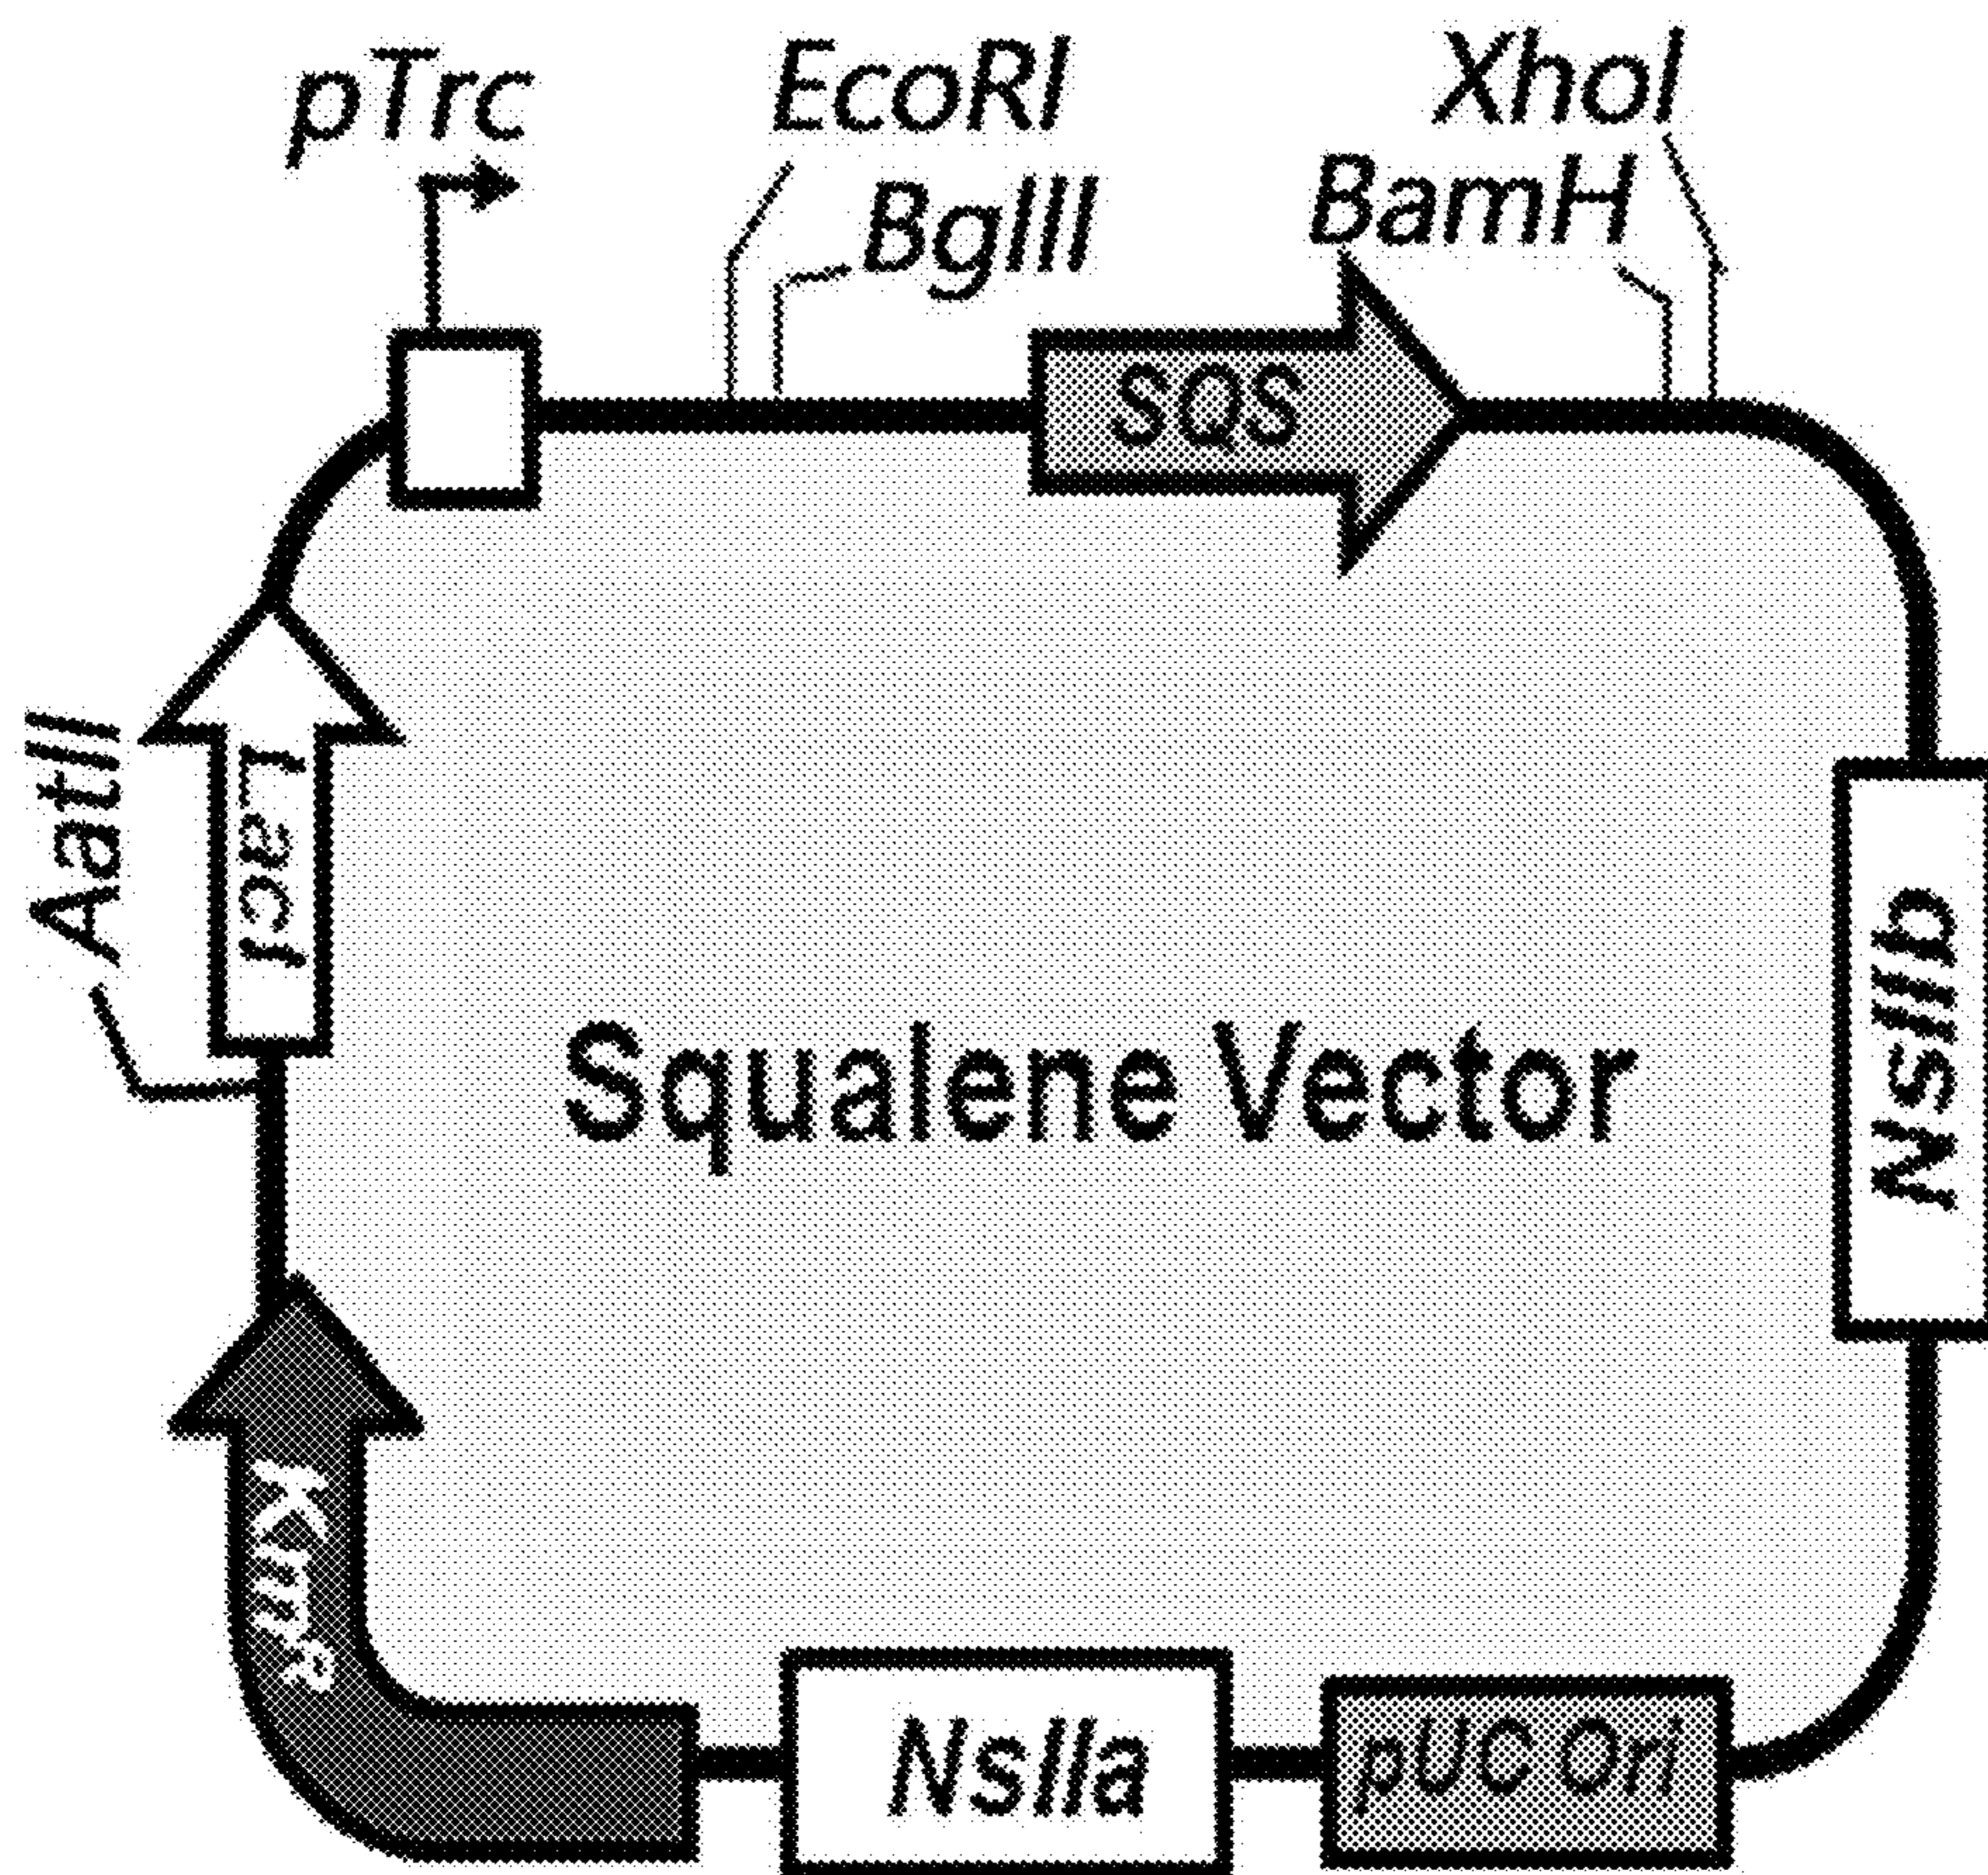 pTrc
EcoRI
XhoI
BglII
BamH
SQS
AatII
LacI
NsIIb
Squalene Vector
KmR
NsIIa
pUC Ori